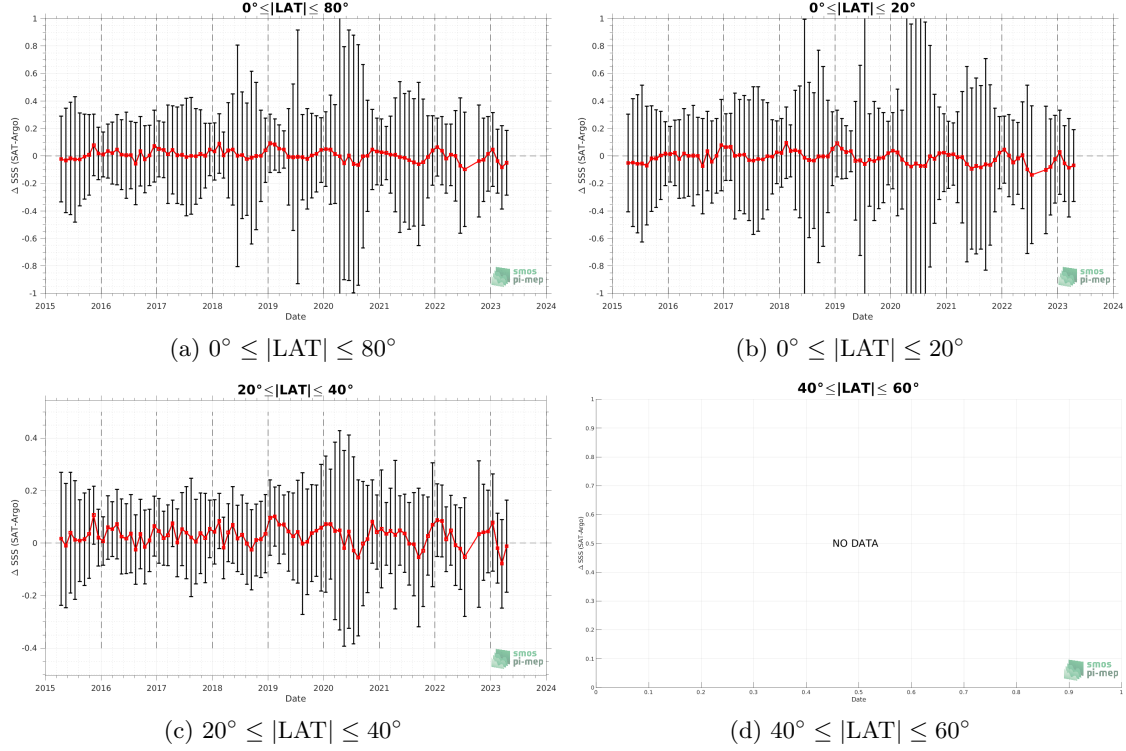 0°≤|LAT|≤ 80°
1
0.8
0.6
0.4
0.2
0
-0.2
-0.4
-0.6
-0.8
-1
Δ SSS (SAT-Argo)
2015 2016 2017 2018 2019 2020 2021 2022 2023 2024
Date
smos
pi-mep
(a) 0° ≤ |LAT| ≤ 80°
0°≤|LAT|≤ 20°
1
0.8
0.6
0.4
0.2
0
-0.2
-0.4
-0.6
-0.8
-1
Δ SSS (SAT-Argo)
2015 2016 2017 2018 2019 2020 2021 2022 2023 2024
Date
smos
pi-mep
(b) 0° ≤ |LAT| ≤ 20°
20°≤|LAT|≤ 40°
0.4
0.2
0
-0.2
-0.4
Δ SSS (SAT-Argo)
2015 2016 2017 2018 2019 2020 2021 2022 2023 2024
Date
smos
pi-mep
(c) 20° ≤ |LAT| ≤ 40°
40°≤|LAT|≤ 60°
1
0.9
0.8
0.7
0.6
0.5
0.4
0.3
0.2
0.1
0
Δ SSS (SAT-Argo)
NO DATA
0 0.1 0.2 0.3 0.4 0.5 0.6 0.7 0.8 0.9 1
Date
smos
pi-mep
(d) 40° ≤ |LAT| ≤ 60°